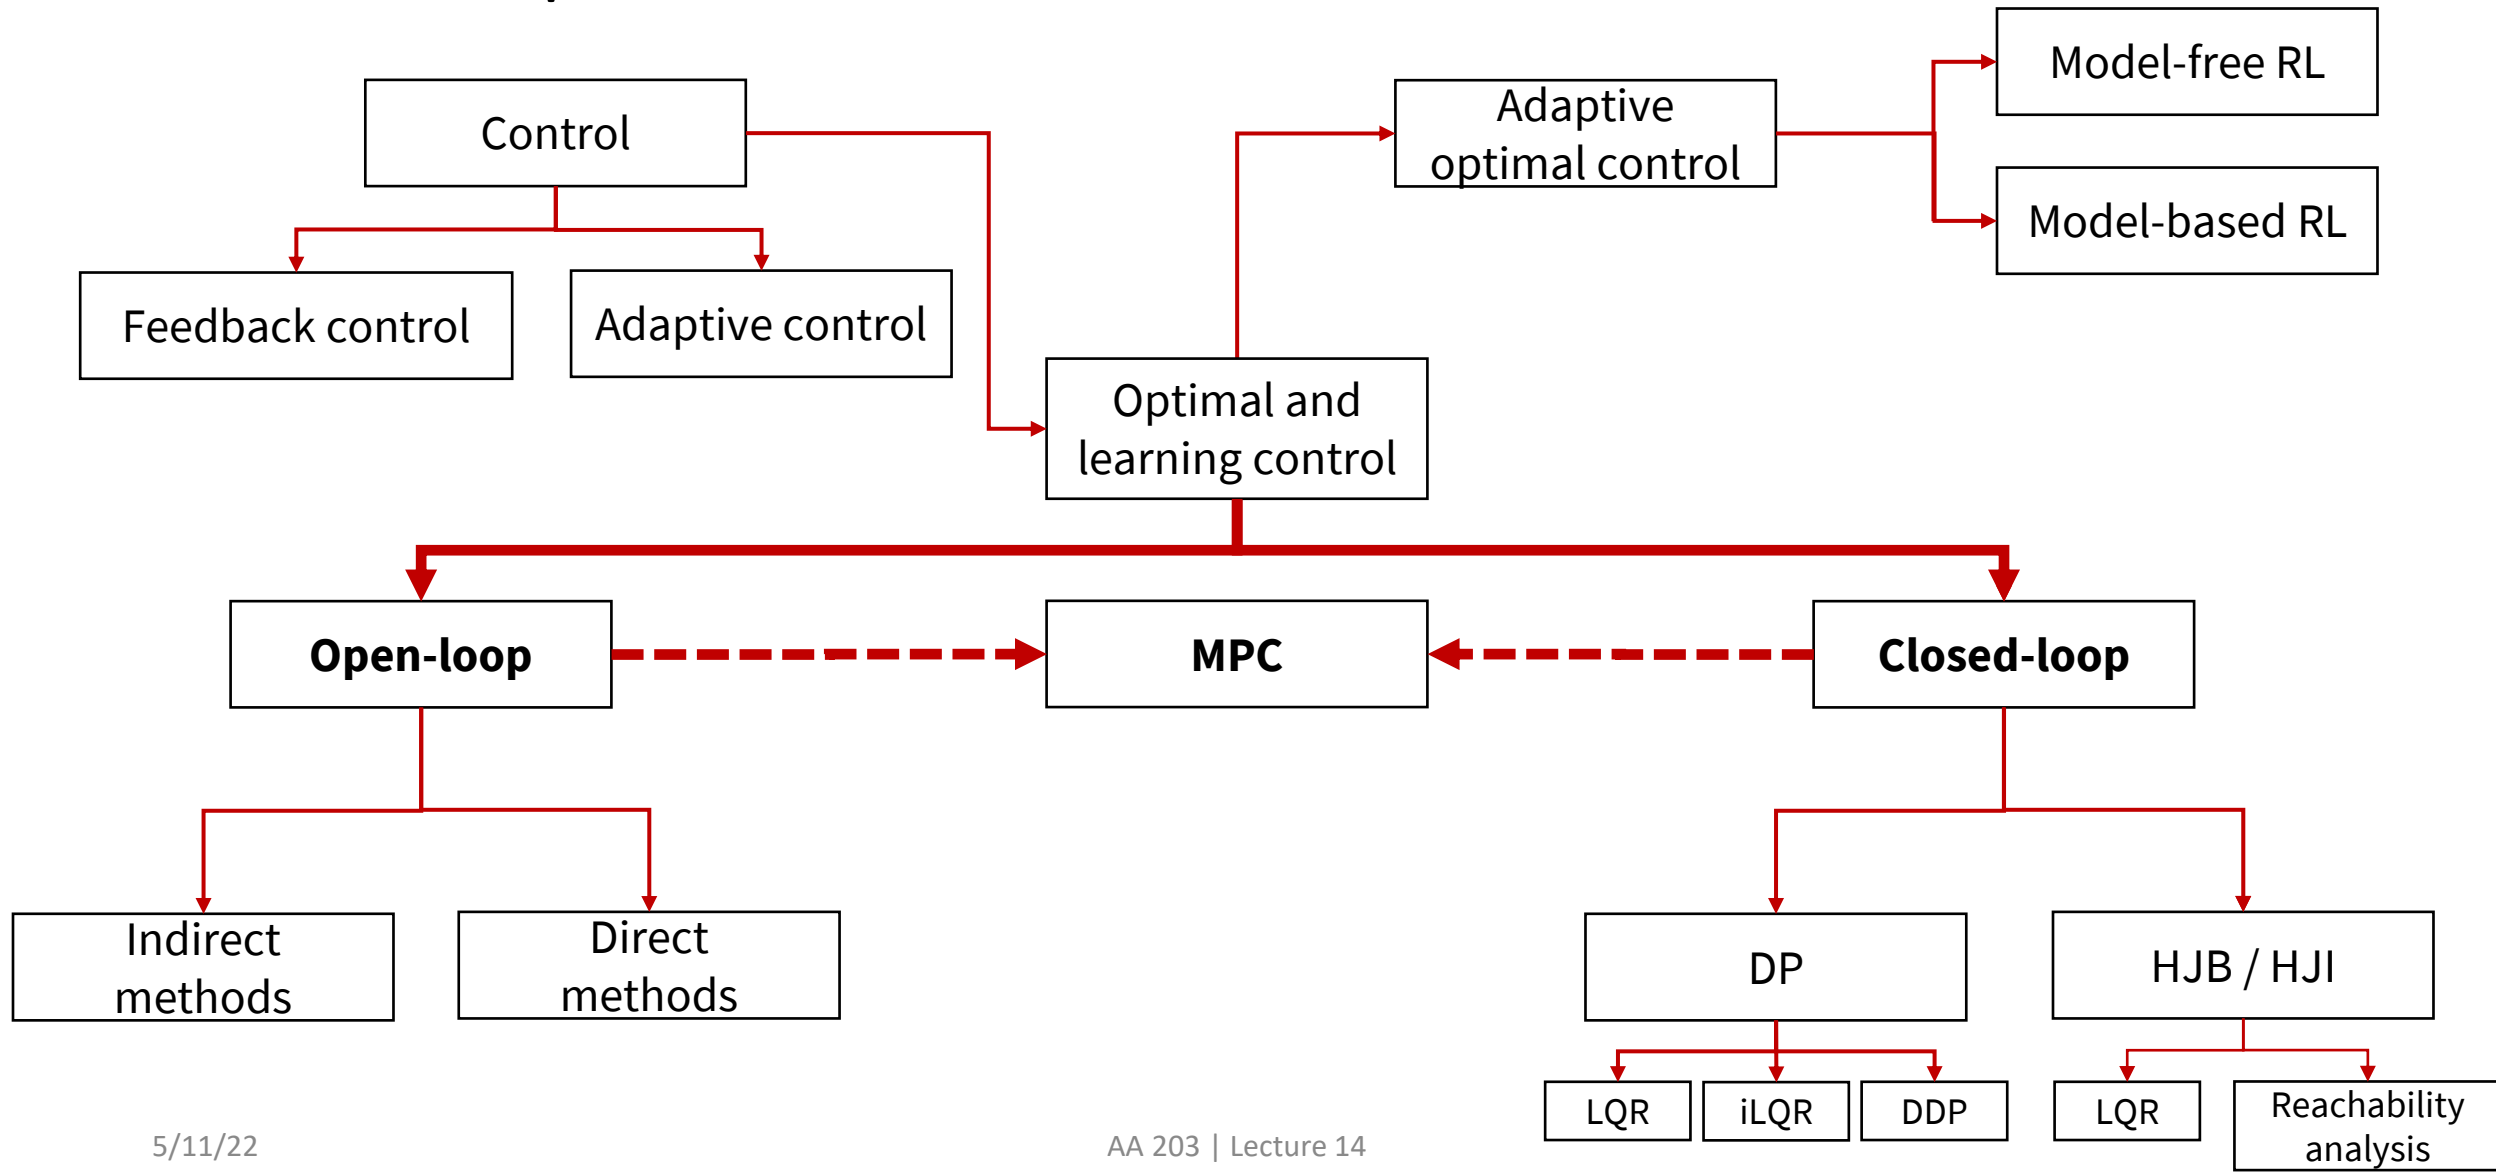 Control
Feedback control
Adaptive control
Optimal and
learning control
Adaptive
optimal control
Model-free RL
Model-based RL
Open-loop
MPC
Closed-loop
Indirect
methods
Direct
methods
DP
HJB / HJI
LQR
iLQR
DDP
LQR
Reachability
analysis
5/11/22
AA 203 | Lecture 14